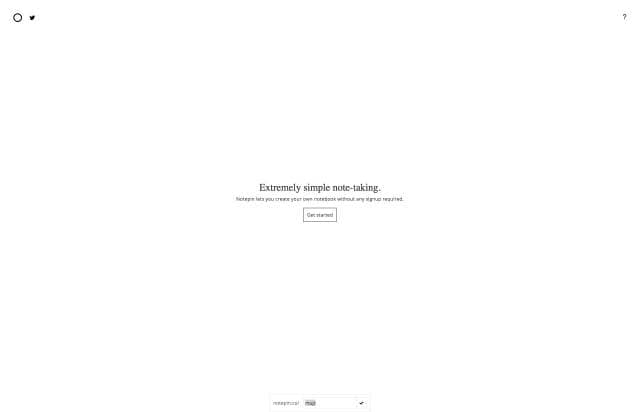 ?
Extremely simple note-taking.
Notepin lets you create your own notebook without any signup required.
Get started
notepin.co/